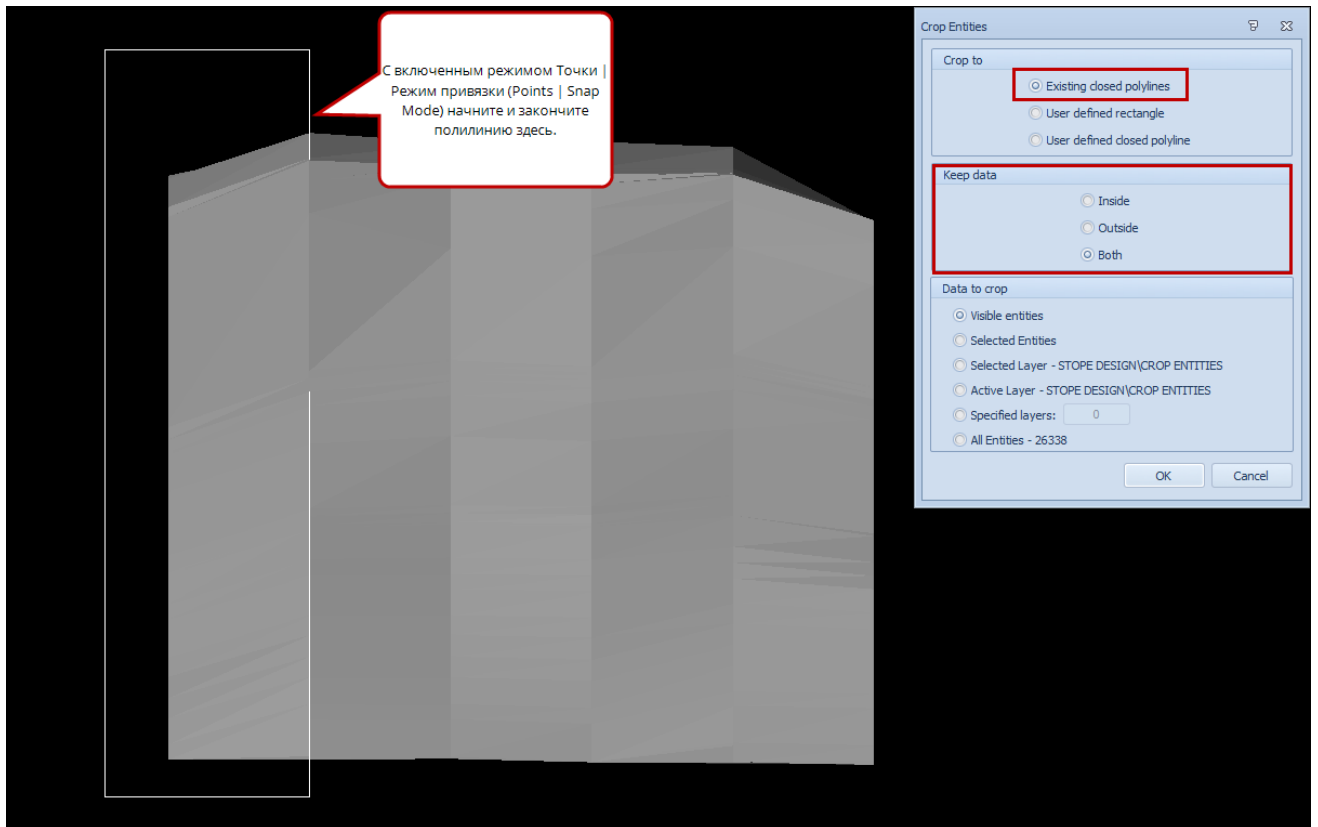 С включенным режимом Точки |
Режим привязки (Points | Snap
Mode) начните и закончите
полилинию здесь.
Crop Entities
Crop to
Existing closed polylines
User defined rectangle
User defined closed polyline
Keep data
Inside
Outside
Both
Data to crop
Visible entities
Selected Entities
Selected Layer - STOPE DESIGN\CROP ENTITIES
Active Layer - STOPE DESIGN\CROP ENTITIES
Specified layers: 0
All Entities - 26338
OK Cancel